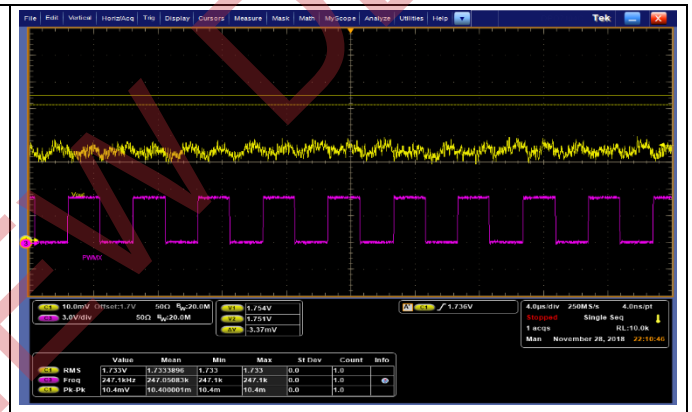 File Edit Vertical Horiz/Acq Trig Display Cursors Measure Mask Math MyScope Analyze Utilities Help Tek
Vout
PWMX
C1 10.0mV Offset:1.7V 50Ω BW:20.0M
C3 3.0V/div 50Ω BW:20.0M
V1 1.754V
V2 1.751V
ΔV -3.37mV
A' C1 / 1.736V
4.0µs/div 250MS/s 4.0ns/pt
Stopped Single Seq
1 acqs RL:10.0k
Man November 28, 2018 22:10:46
Value Mean Min Max St Dev Count Info
C1 RMS 1.733V 1.7333896 1.733 1.733 0.0 1.0
C3 Freq 247.1kHz 247.05083k 247.1k 247.1k 0.0 1.0
C1 Pk-Pk 10.4mV 10.400001m 10.4m 10.4m 0.0 1.0